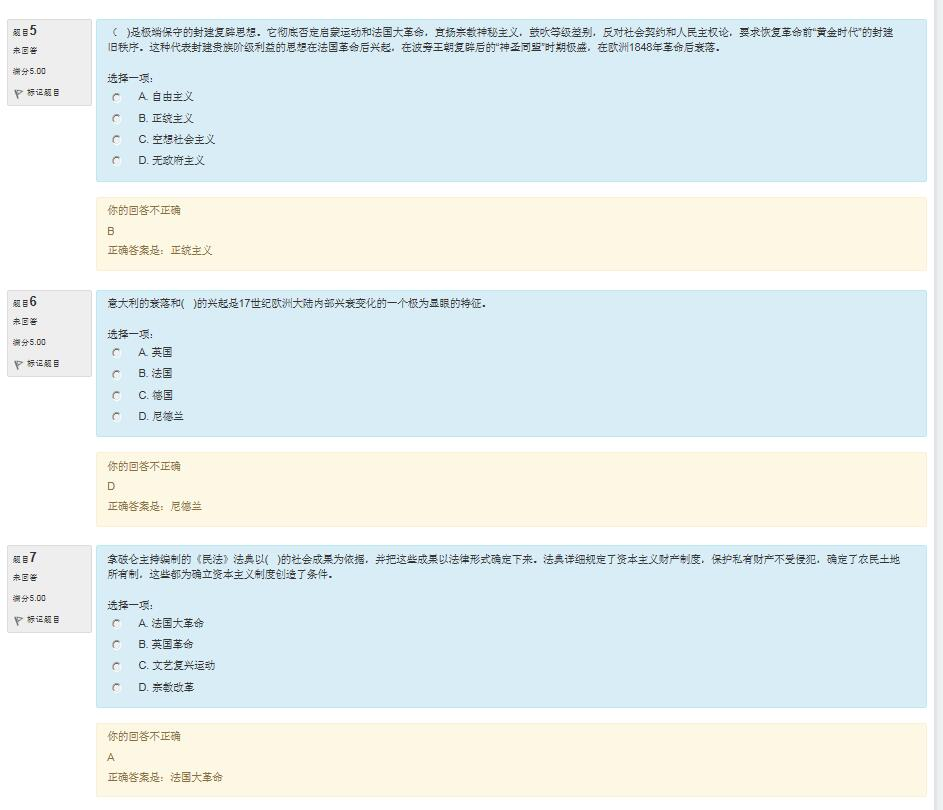 题目5
未回答
满分5.00
标记题目
（ )是极端保守的封建复辟思想。它彻底否定启蒙运动和法国大革命，宣扬宗教神秘主义，鼓吹等级差别，反对社会契约和人民主权论，要求恢复革命前“黄金时代”的封建
旧秩序。这种代表封建贵族阶级利益的思想在法国革命后兴起，在波旁王朝复辟后的“神圣同盟”时期极盛，在欧洲1848年革命后衰落。
选择一项：
A. 自由主义
B. 正统主义
C. 空想社会主义
D. 无政府主义
你的回答不正确
B
正确答案是：正统主义
题目6
未回答
满分5.00
标记题目
意大利的衰落和( )的兴起是17世纪欧洲大陆内部兴衰变化的一个极为显眼的特征。
选择一项：
A. 英国
B. 法国
C. 德国
D. 尼德兰
你的回答不正确
D
正确答案是：尼德兰
题目7
未回答
满分5.00
标记题目
拿破仑主持编制的《民法》法典以( )的社会成果为依据，并把这些成果以法律形式确定下来。法典详细规定了资本主义财产制度，保护私有财产不受侵犯，确定了农民土地
所有制，这些都为确立资本主义制度创造了条件。
选择一项：
A. 法国大革命
B. 英国革命
C. 文艺复兴运动
D. 宗教改革
你的回答不正确
A
正确答案是：法国大革命